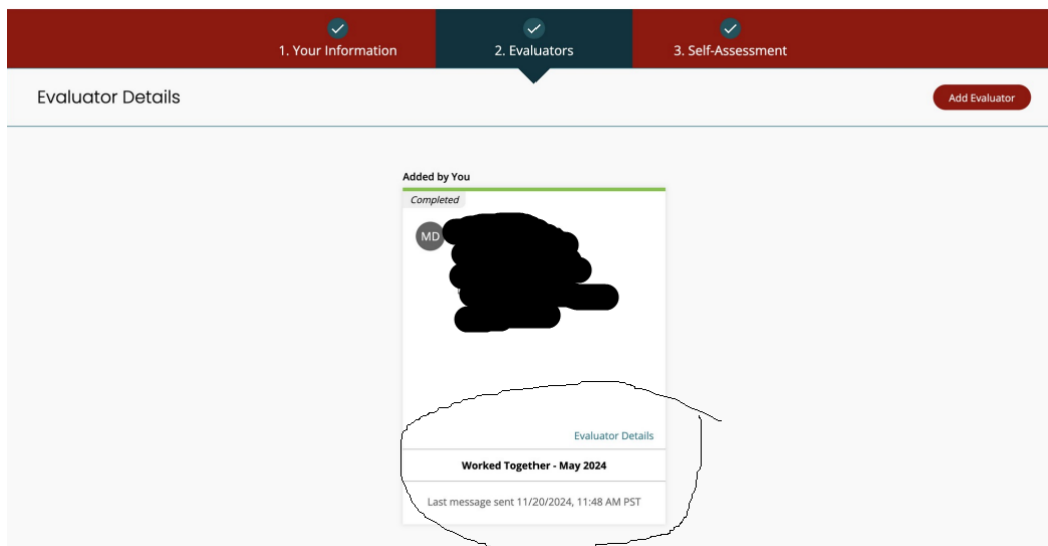 1. Your Information
2. Evaluators
3. Self-Assessment
Evaluator Details
Add Evaluator
Added by You
Completed
MD
Evaluator Details
Worked Together - May 2024
Last message sent 11/20/2024, 11:48 AM PST